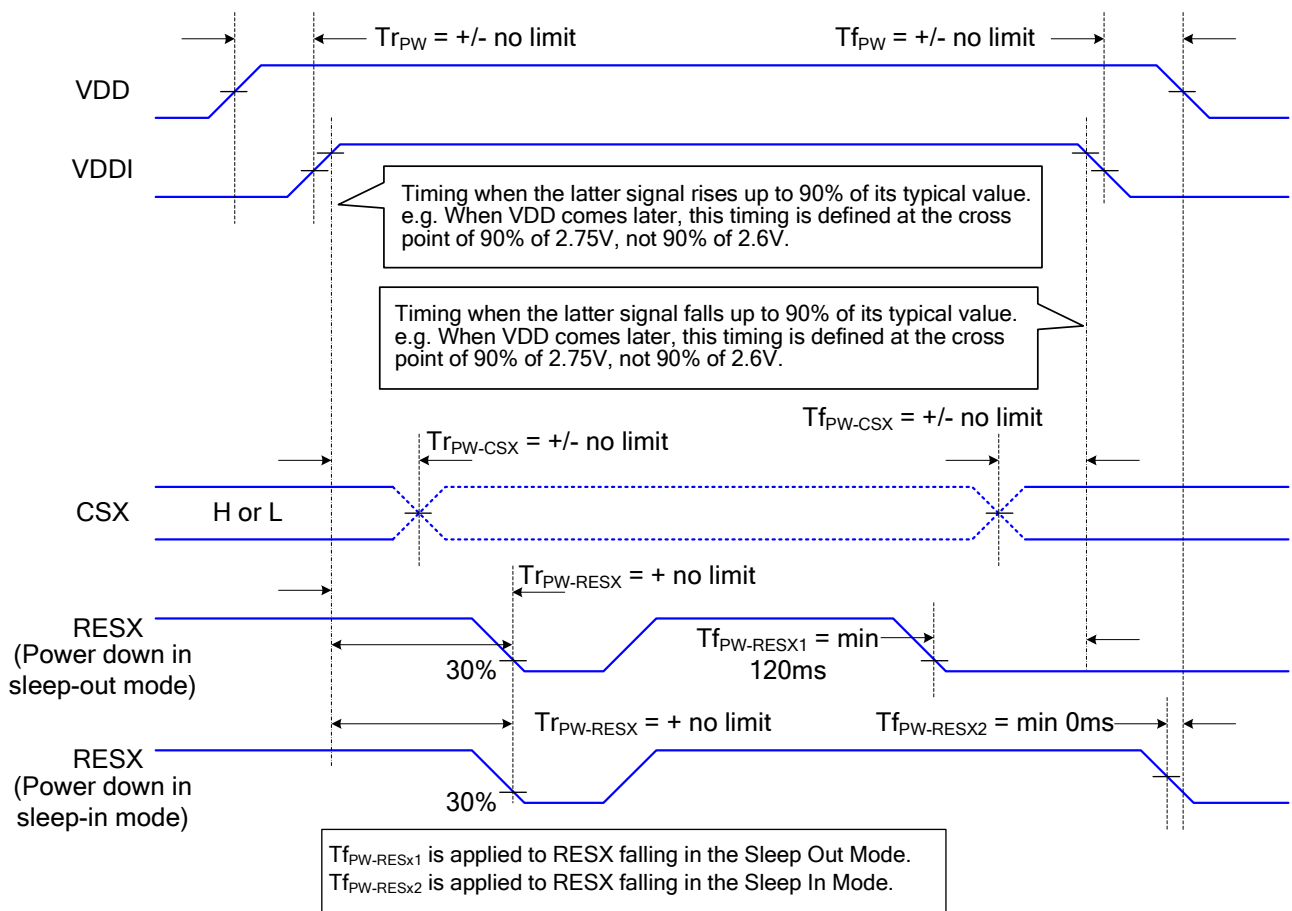 TrPW = +/- no limit
TfPW = +/- no limit
VDD
VDDI
Timing when the latter signal rises up to 90% of its typical value.
e.g. When VDD comes later, this timing is defined at the cross
point of 90% of 2.75V, not 90% of 2.6V.
Timing when the latter signal falls up to 90% of its typical value.
e.g. When VDD comes later, this timing is defined at the cross
point of 90% of 2.75V, not 90% of 2.6V.
TfPW-CSX = +/- no limit
TrPW-CSX = +/- no limit
CSX
H or L
TrPW-RESX = + no limit
RESX
(Power down in
sleep-out mode)
30%
TfPW-RESX1 = min
120ms
TrPW-RESX = + no limit
TfPW-RESX2 = min 0ms
RESX
(Power down in
sleep-in mode)
30%
TfPW-RESx1 is applied to RESX falling in the Sleep Out Mode.
TfPW-RESx2 is applied to RESX falling in the Sleep In Mode.